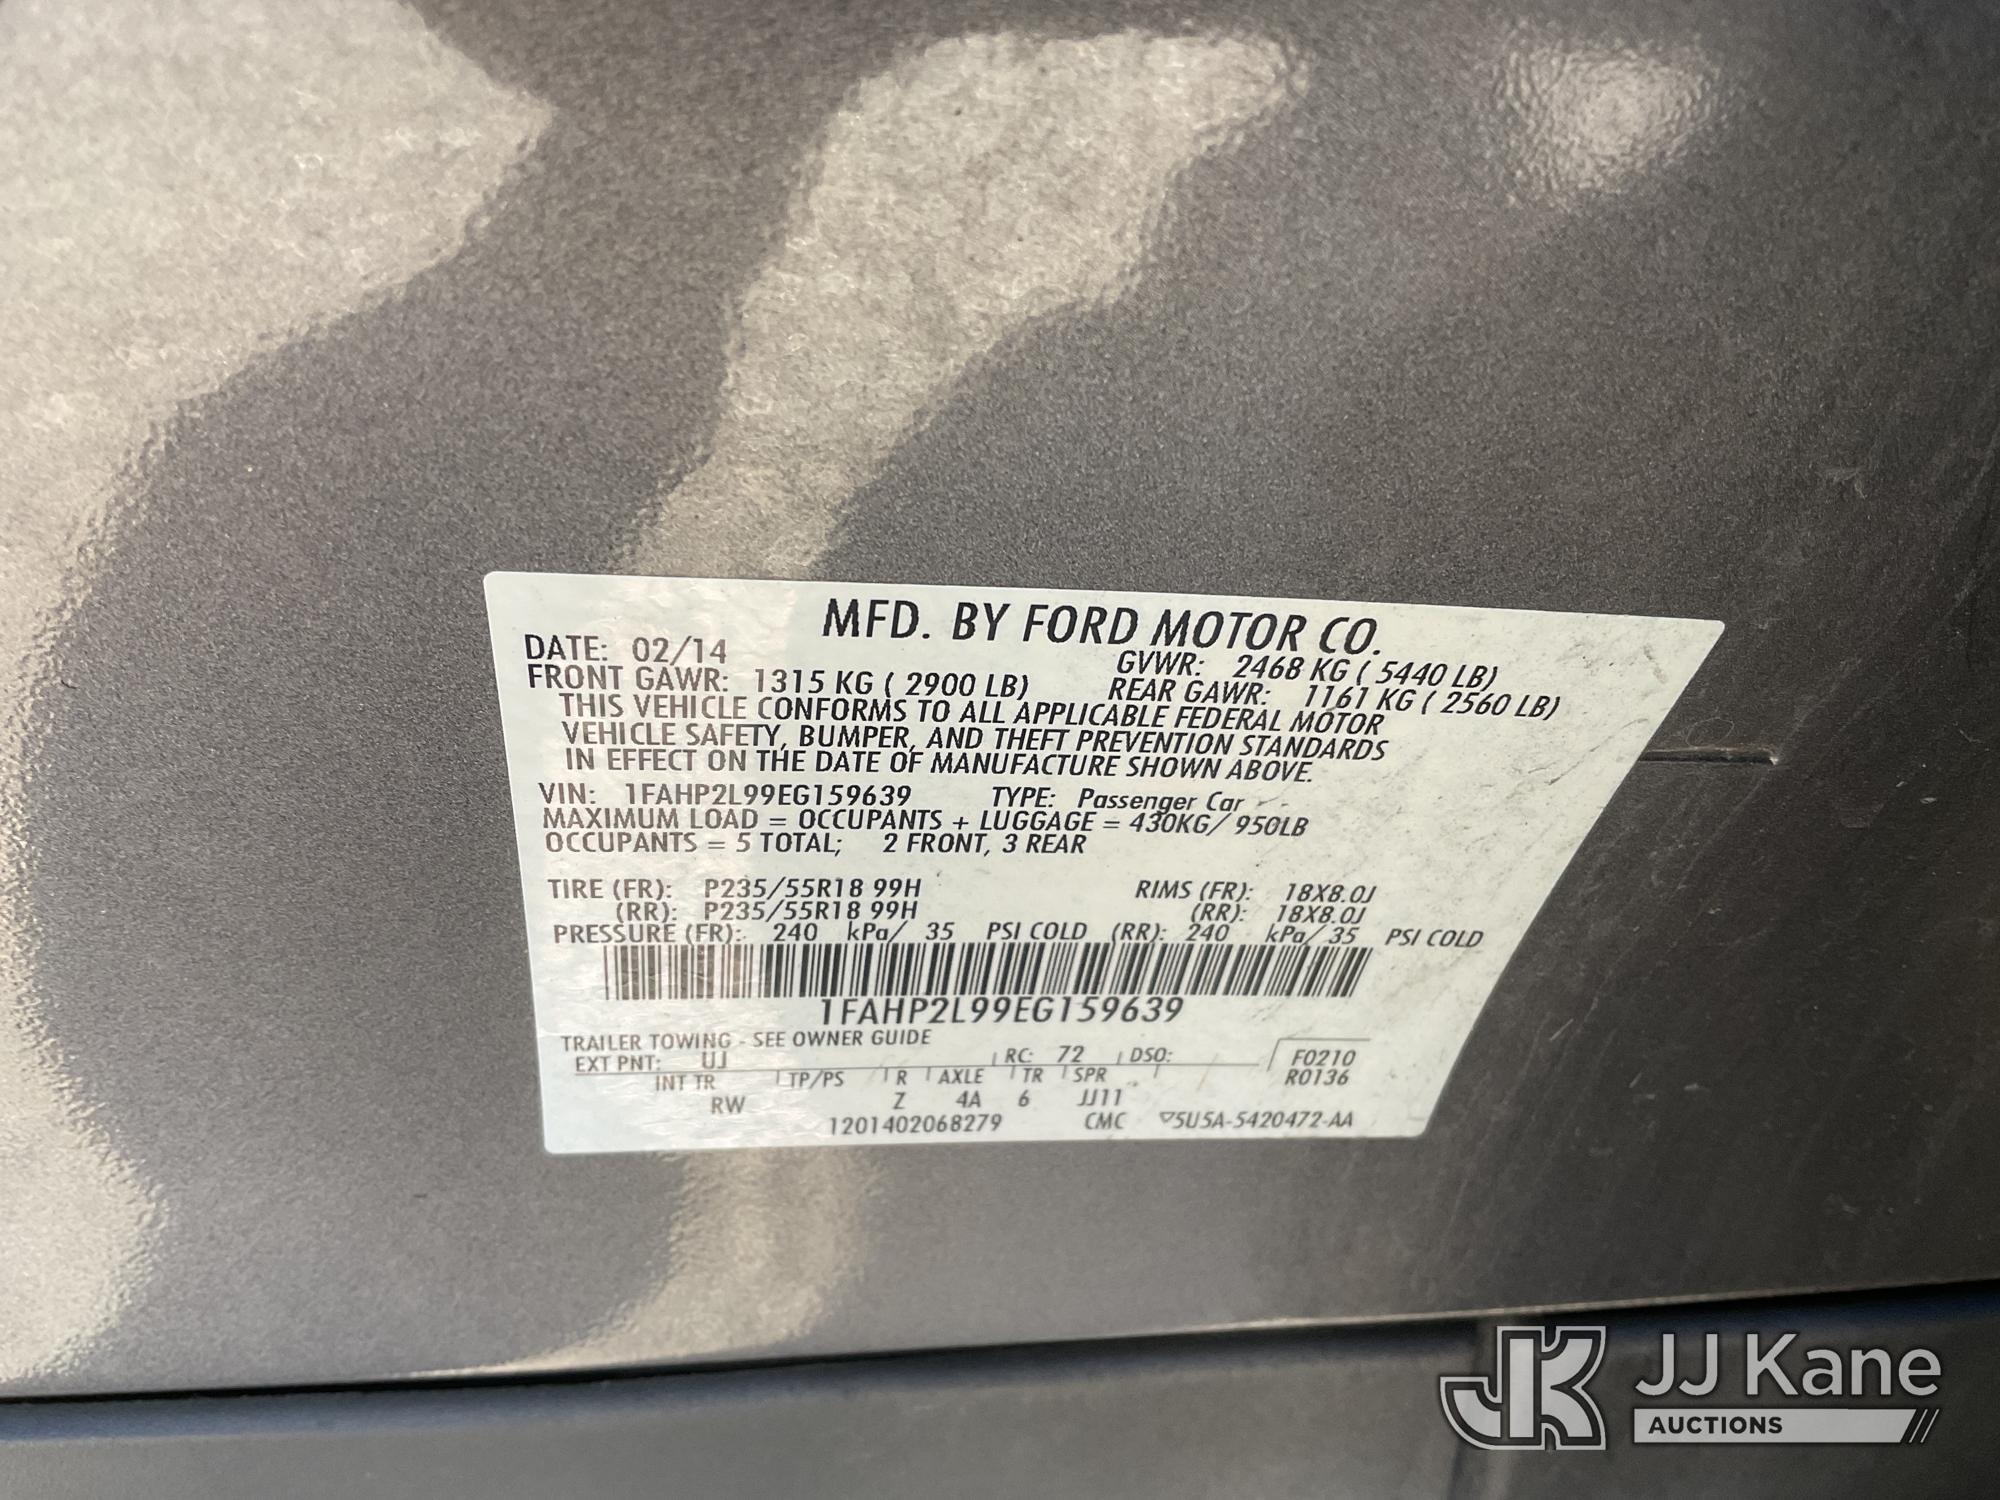 MFD. BY FORD MOTOR CO.
DATE: 02/14 GVWR: 2468 KG ( 5440 LB)
FRONT GAWR: 1315 KG ( 2900 LB) REAR GAWR: 1161 KG ( 2560 LB)
THIS VEHICLE CONFORMS TO ALL APPLICABLE FEDERAL MOTOR
VEHICLE SAFETY, BUMPER, AND THEFT PREVENTION STANDARDS
IN EFFECT ON THE DATE OF MANUFACTURE SHOWN ABOVE.
VIN: 1FAHP2L99EG159639 TYPE: Passenger Car
MAXIMUM LOAD = OCCUPANTS + LUGGAGE = 430KG/ 950LB
OCCUPANTS = 5 TOTAL; 2 FRONT, 3 REAR
TIRE (FR): P235/55R18 99H RIMS (FR): 18X8.0J
(RR): P235/55R18 99H (RR): 18X8.0J
PRESSURE (FR): 240 kPa/ 35 PSI COLD (RR): 240 kPa/ 35 PSI COLD
1FAHP2L99EG159639
TRAILER TOWING - SEE OWNER GUIDE
EXT PNT: UJ RC: 72 DSO: F0210
INT TR TP/PS R AXLE TR SPR R0136
RW Z 4A 6 JJ11
1201402068279 CMC 5U5A-5420472-AA
JK JJ Kane
AUCTIONS